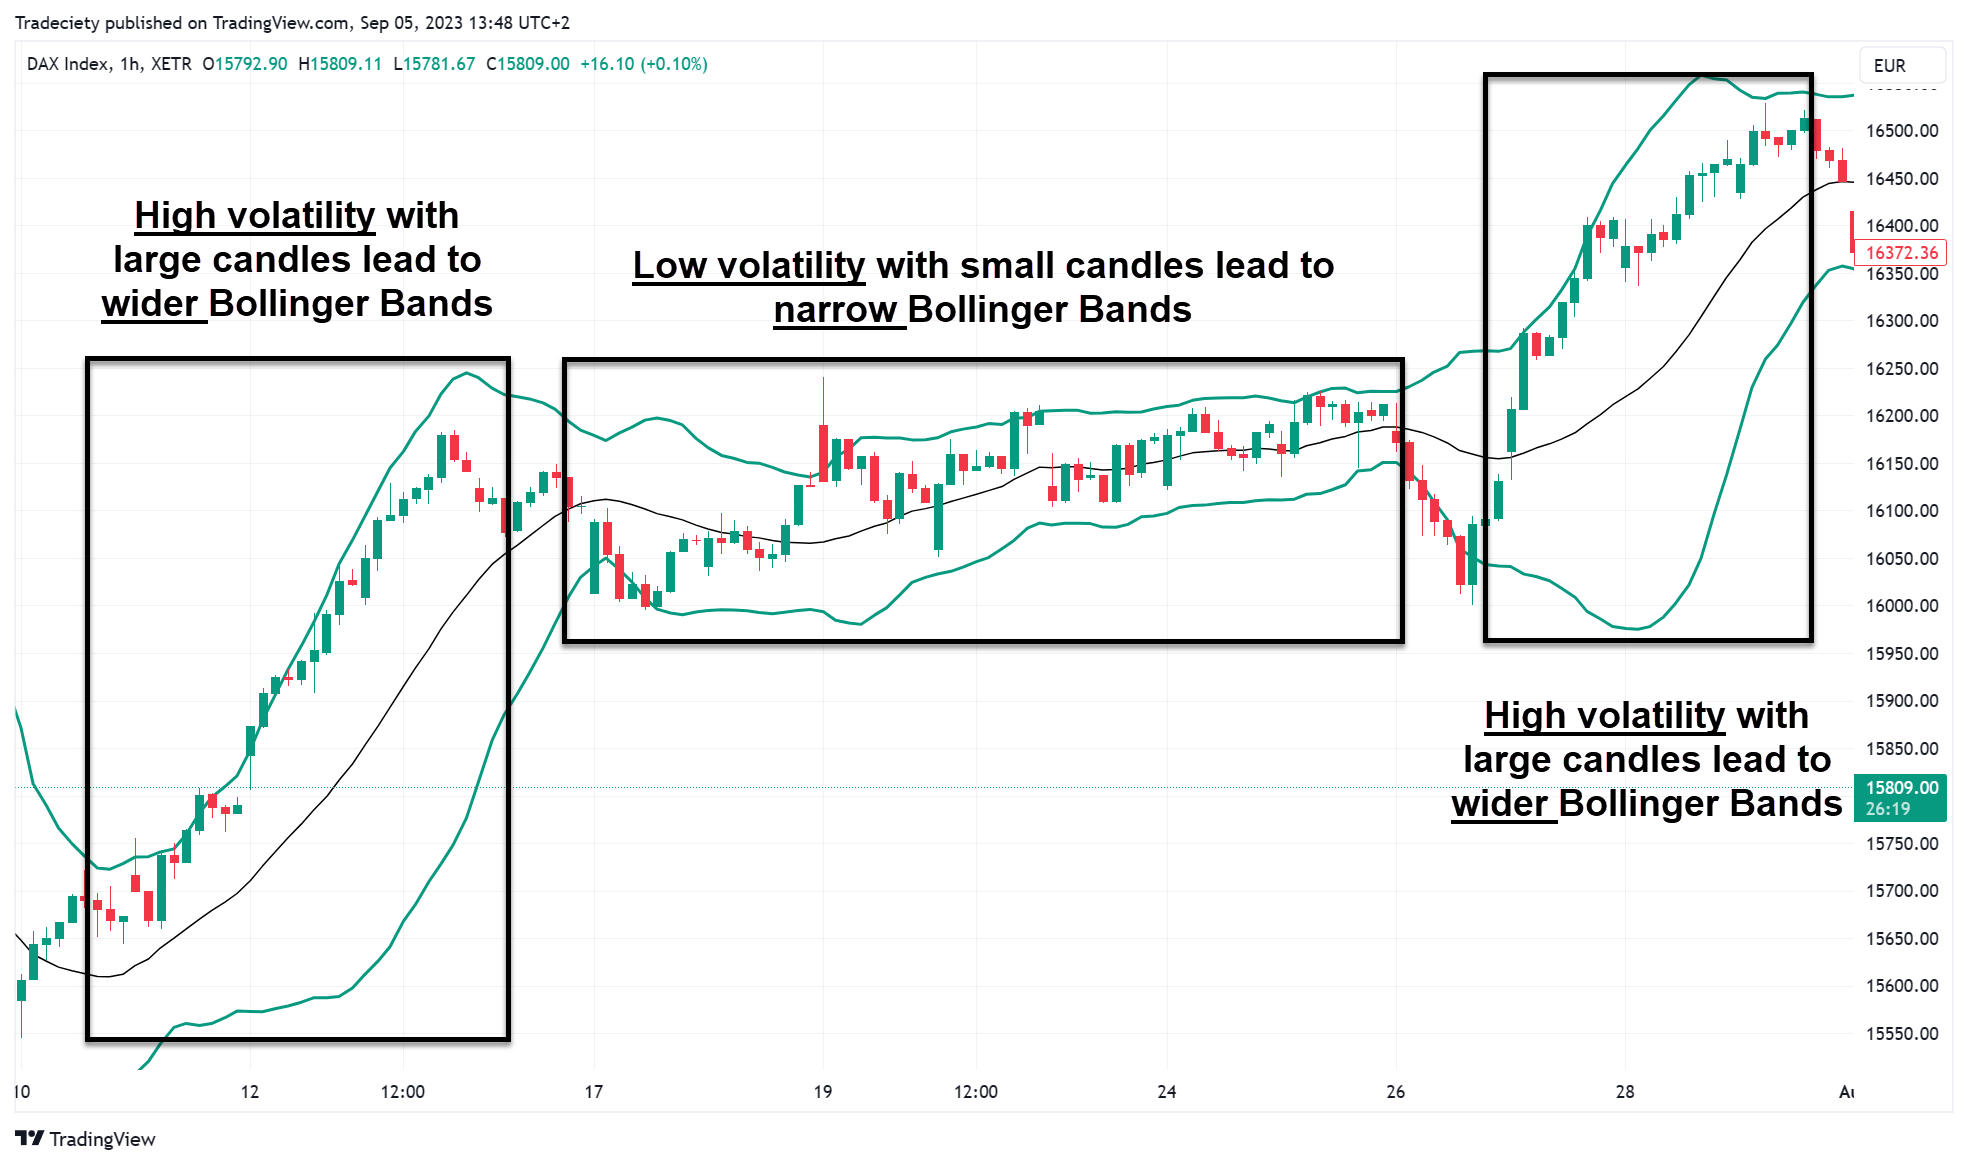 Tradeciety published on TradingView.com, Sep 05, 2023 13:48 UTC+2
DAX Index, 1h, XETR O15792.90 H15809.11 L15781.67 C15809.00 +16.10 (+0.10%)
EUR
High volatility with
large candles lead to
wider Bollinger Bands
Low volatility with small candles lead to
narrow Bollinger Bands
High volatility with
large candles lead to
wider Bollinger Bands
16500.00
16450.00
16400.00
16372.36
16350.00
16300.00
16250.00
16200.00
16150.00
16100.00
16050.00
16000.00
15950.00
15900.00
15850.00
15809.00
26:19
15750.00
15700.00
15650.00
15600.00
15550.00
10 12 12:00 17 19 12:00 24 26 28
TradingView